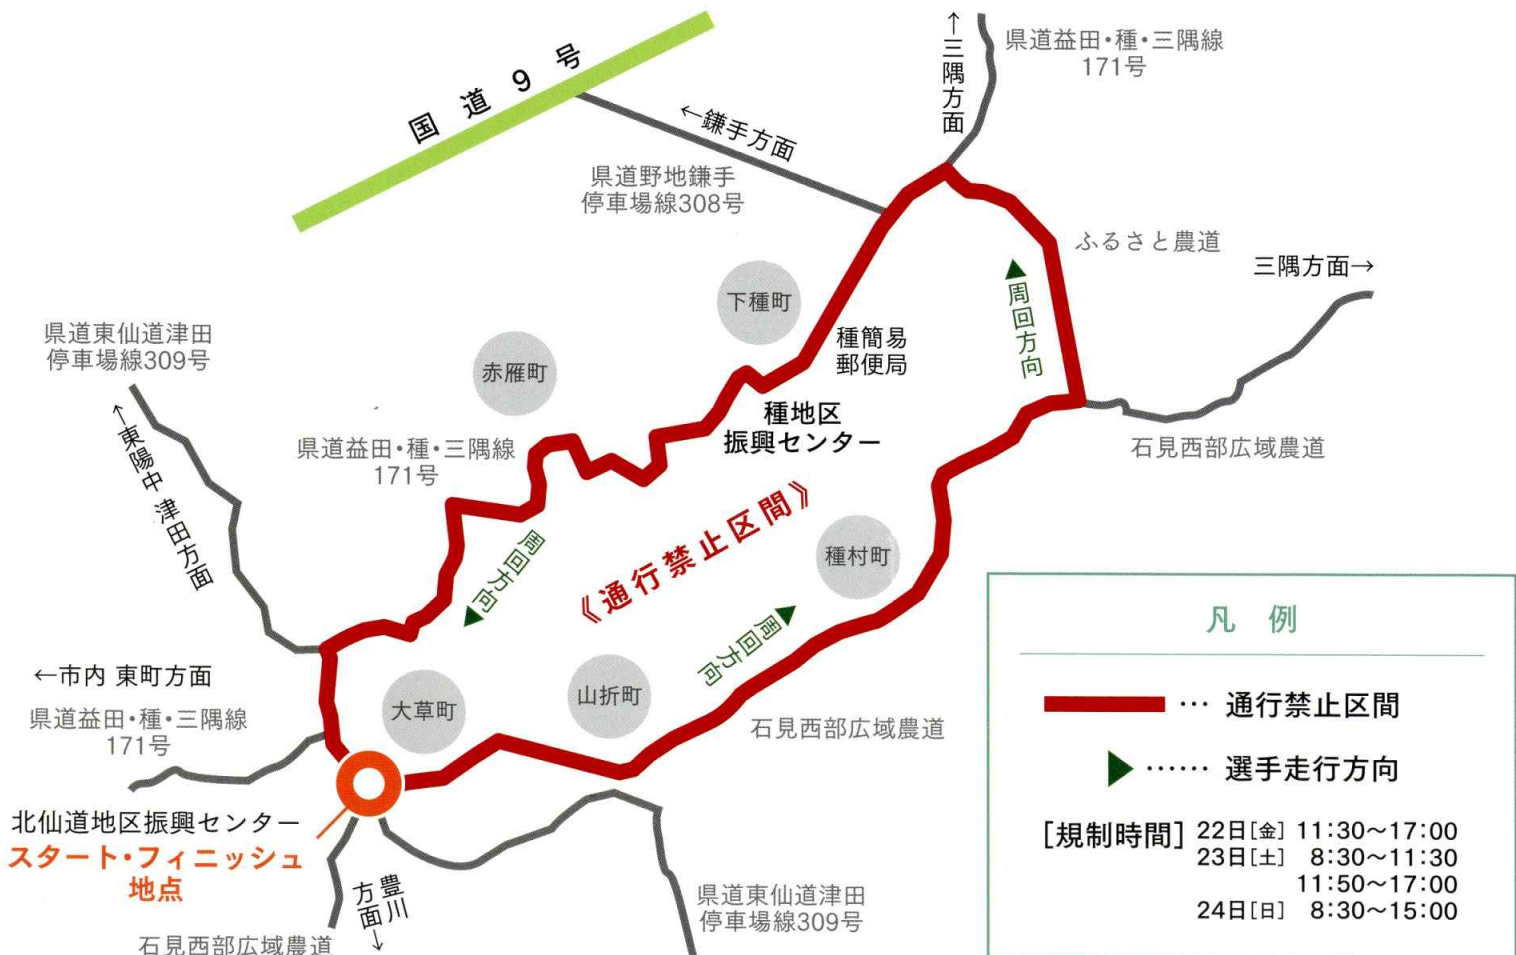 国道9号
←鎌手方面
県道野地鎌手
停車場線308号
↑三隅方面
県道益田・種・三隅線
171号
ふるさと農道
三隅方面→
▲周回方向
石見西部広域農道
下種町
種簡易
郵便局
赤雁町
種地区
振興センター
県道東仙道津田
停車場線309号
←東陽中 津田方面
県道益田・種・三隅線
171号
周回方向▲
《通行禁止区間》
種村町
周回方向▲
山折町
大草町
石見西部広域農道
←市内 東町方面
県道益田・種・三隅線
171号
北仙道地区振興センター
スタート・フィニッシュ
地点
豊川
方面→
石見西部広域農道
県道東仙道津田
停車場線309号
凡 例
… 通行禁止区間
▶ …… 選手走行方向
[規制時間] 22日[金] 11:30〜17:00
23日[土] 8:30〜11:30
11:50〜17:00
24日[日] 8:30〜15:00